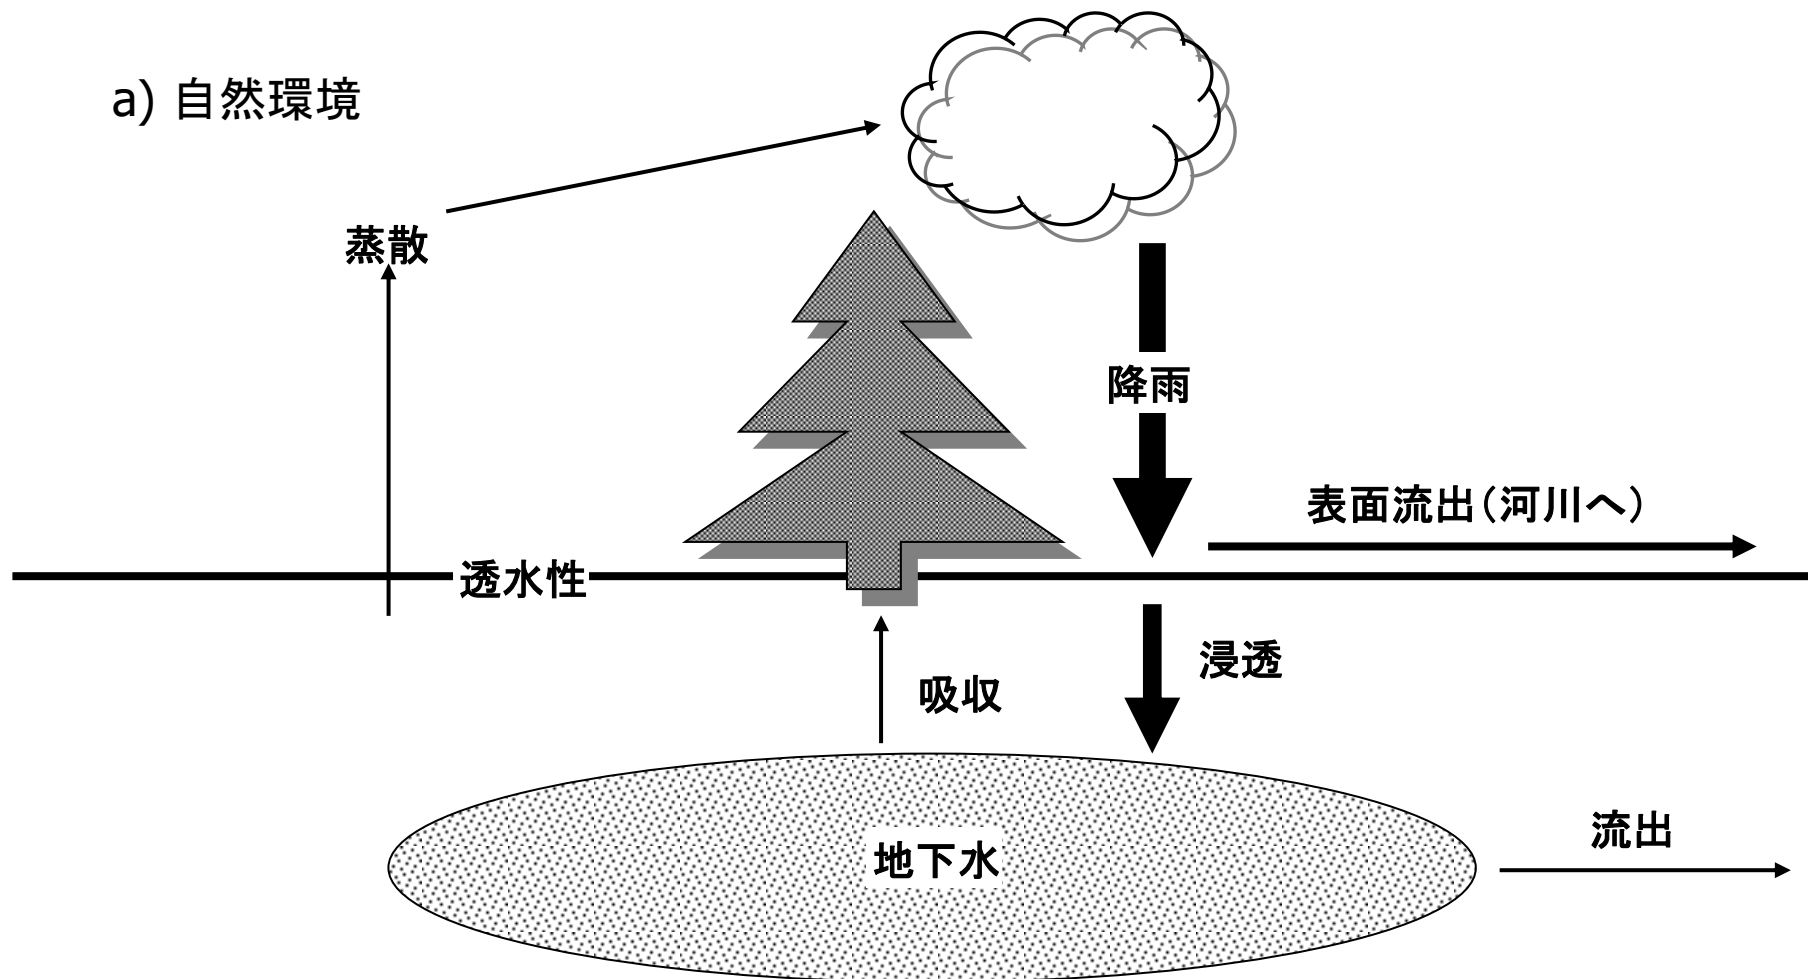 a) 自然環境
蒸散
降雨
表面流出(河川へ)
透水性
浸透
吸収
地下水
流出